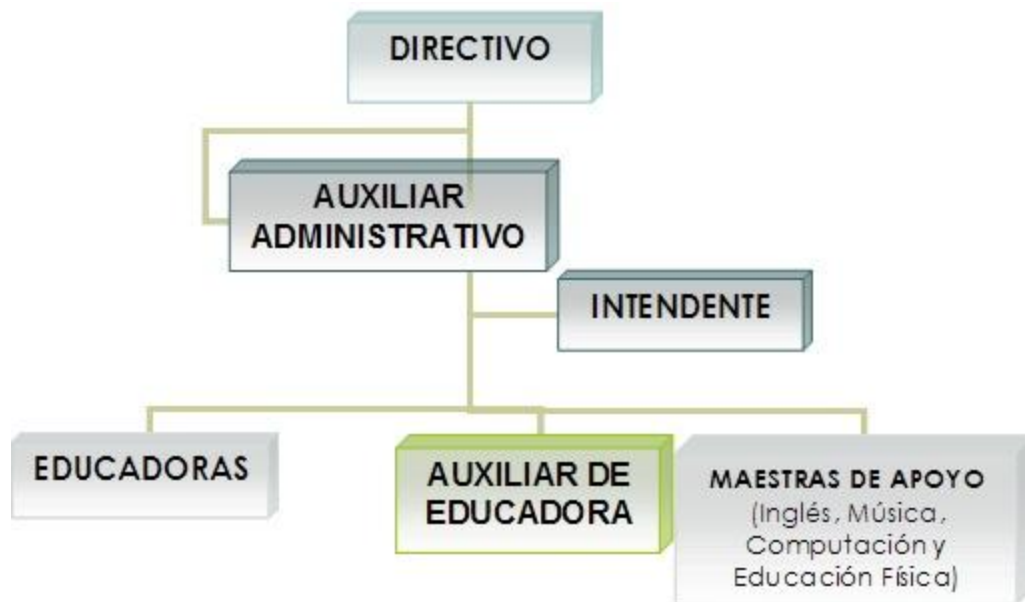 DIRECTIVO
AUXILIAR
ADMINISTRATIVO
INTENDENTE
EDUCADORAS
AUXILIAR DE
EDUCADORA
MAESTRAS DE APOYO
(Inglés, Música,
Computación y
Educación Física)